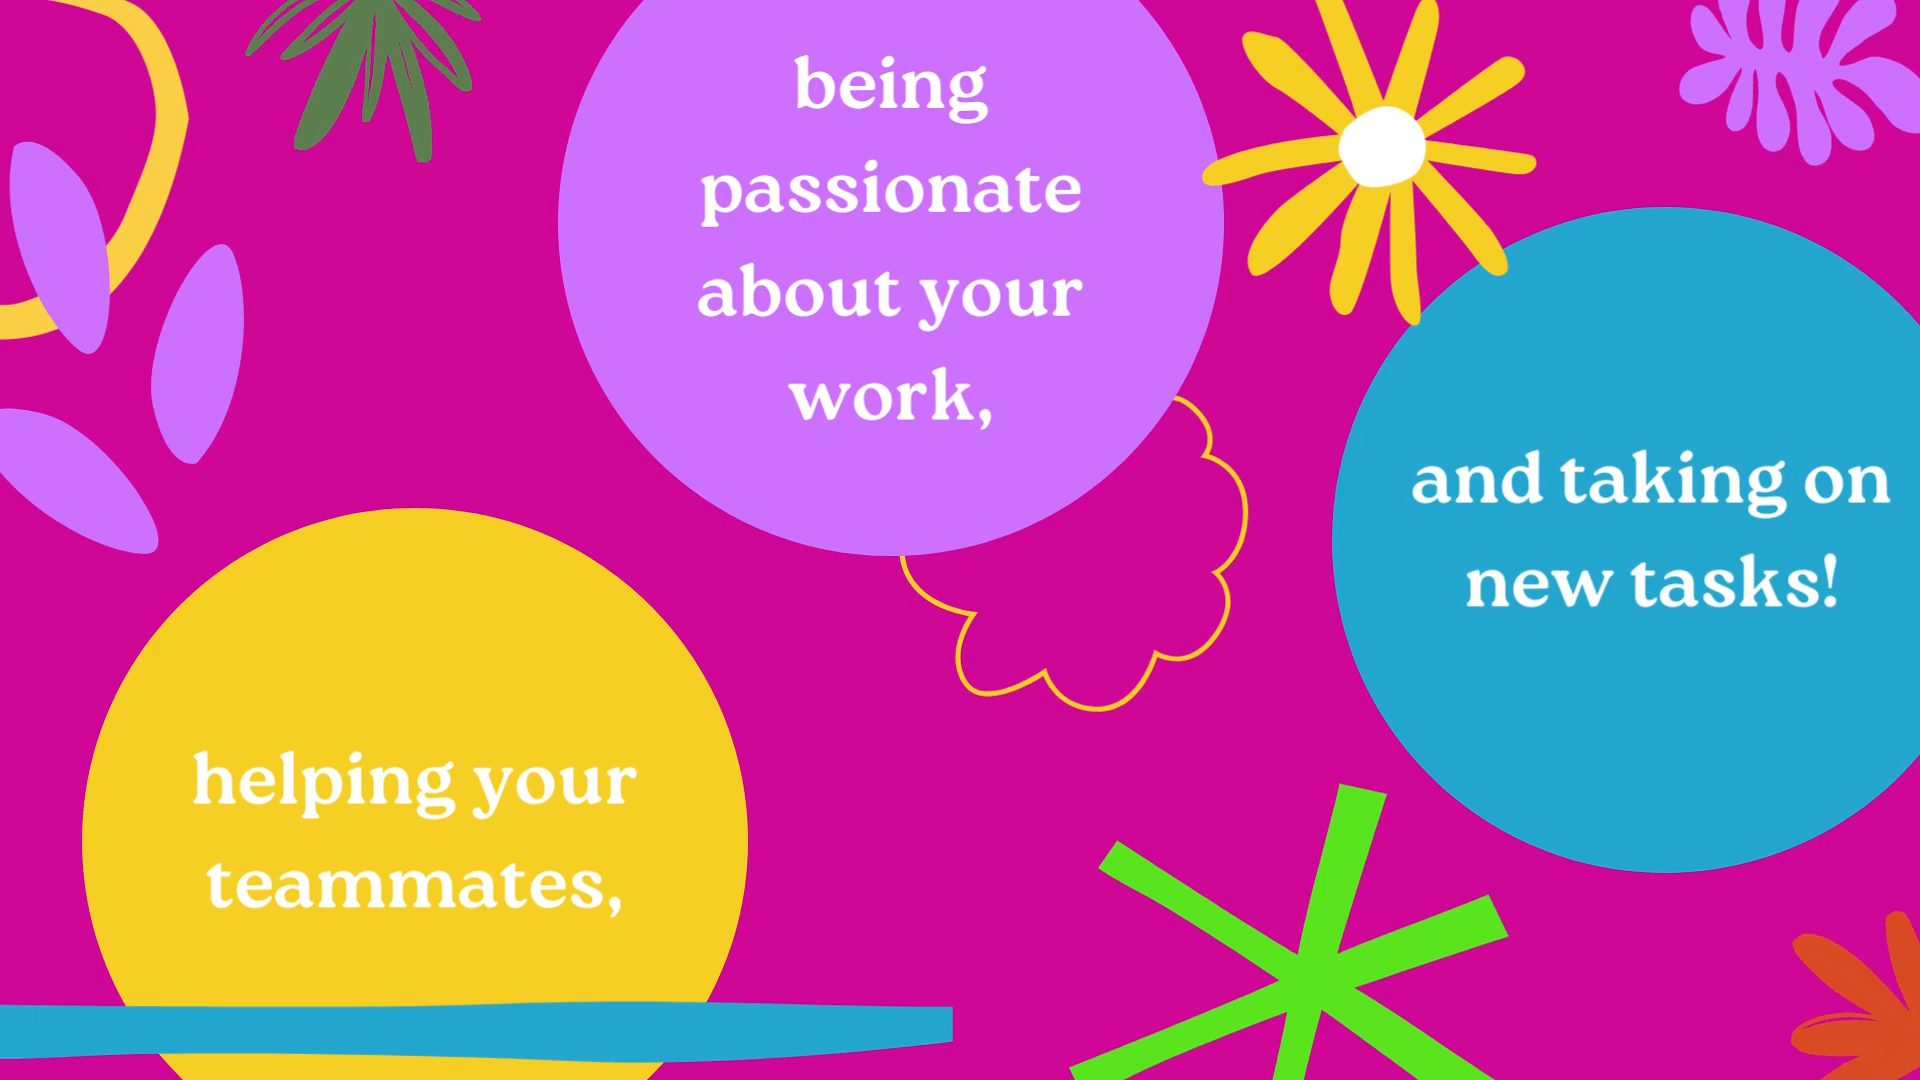 helping your
teammates,
being
passionate
about your
work,
and taking on
new tasks!